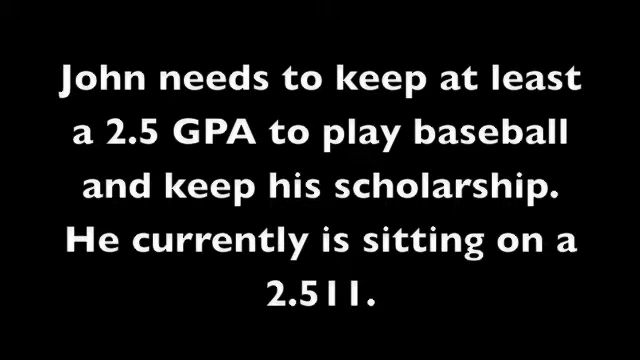 John needs to keep at least
a 2.5 GPA to play baseball
and keep his scholarship.
He currently is sitting on a
2.511.